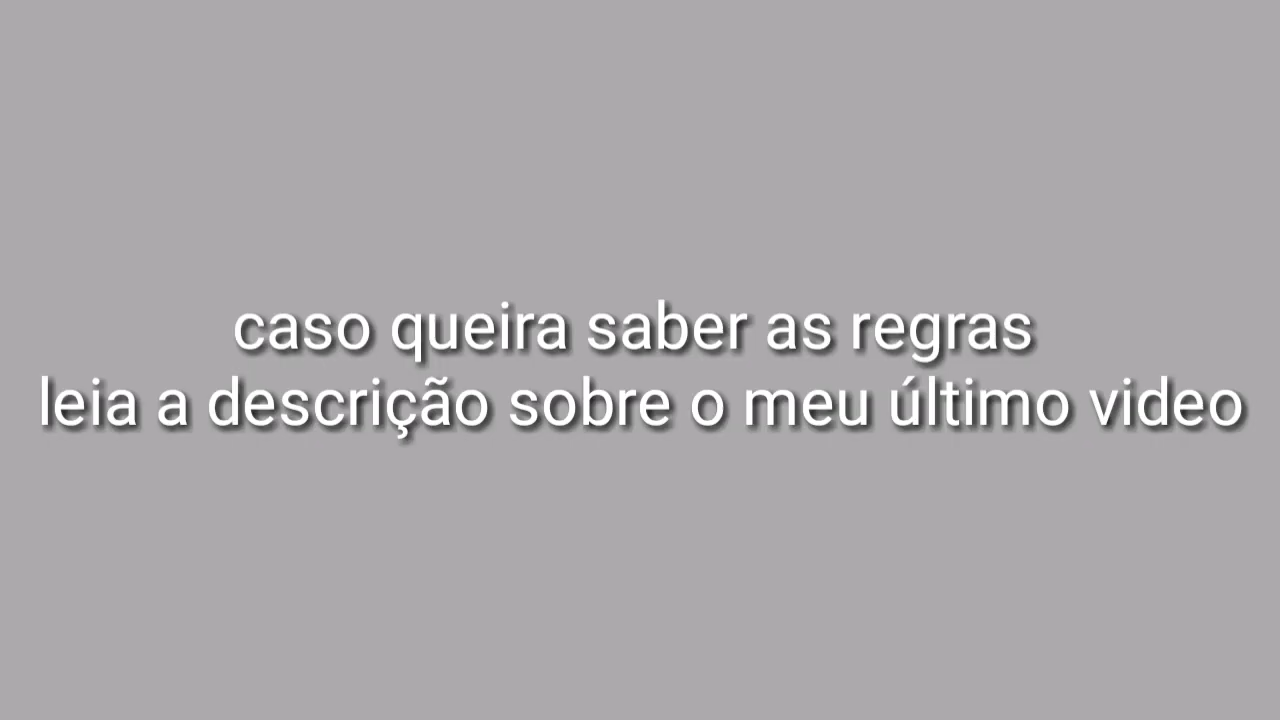 caso queira saber as regras
leia a descrição sobre o meu último video